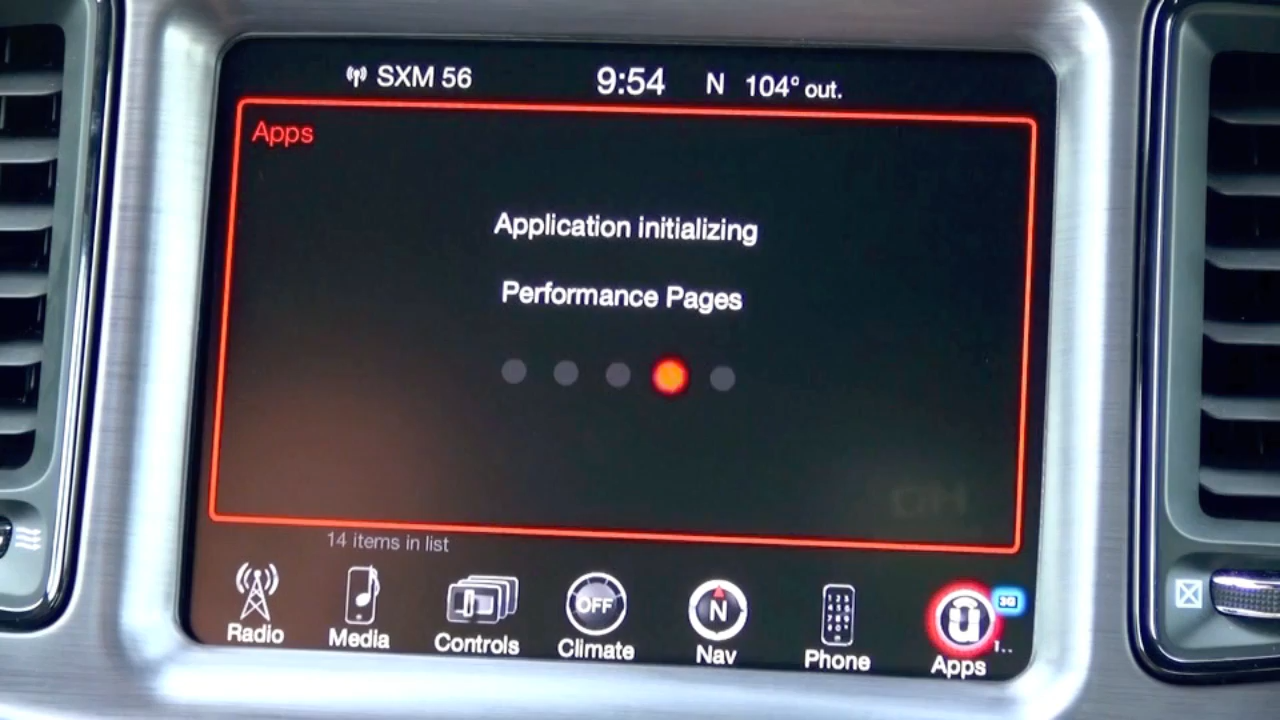 SXM 56 9:54 N 104° out.
Apps
Application initializing
Performance Pages
14 items in list
OFF
N
3G
Radio
Media
Controls
Climate
Nav
Phone
Apps